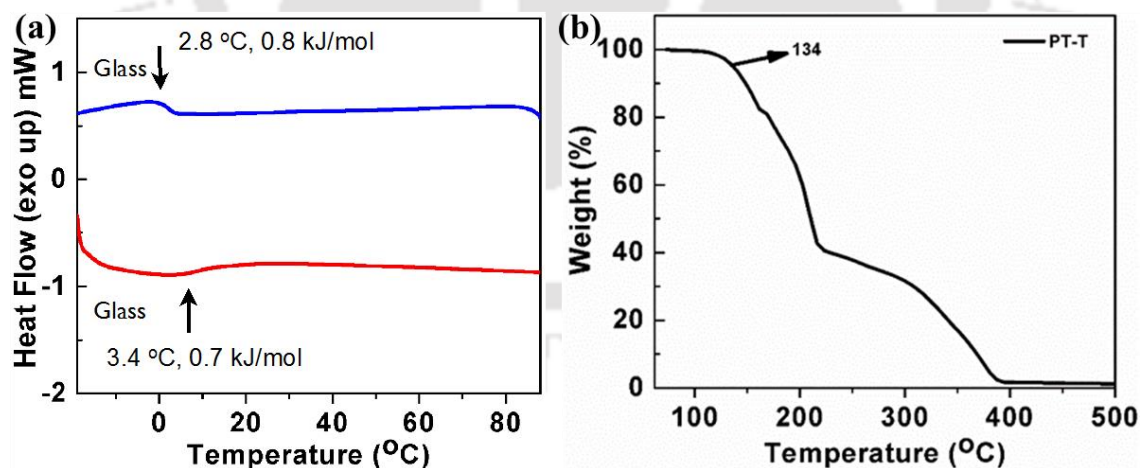 (a)
2.8 °C, 0.8 kJ/mol
Glass
Heat Flow (exo up) mW
1
0
-1
-2
Glass
3.4 °C, 0.7 kJ/mol
0 20 40 60 80
Temperature (°C)
(b)
134
PT-T
Weight (%)
100
80
60
40
20
0
100 200 300 400 500
Temperature (°C)